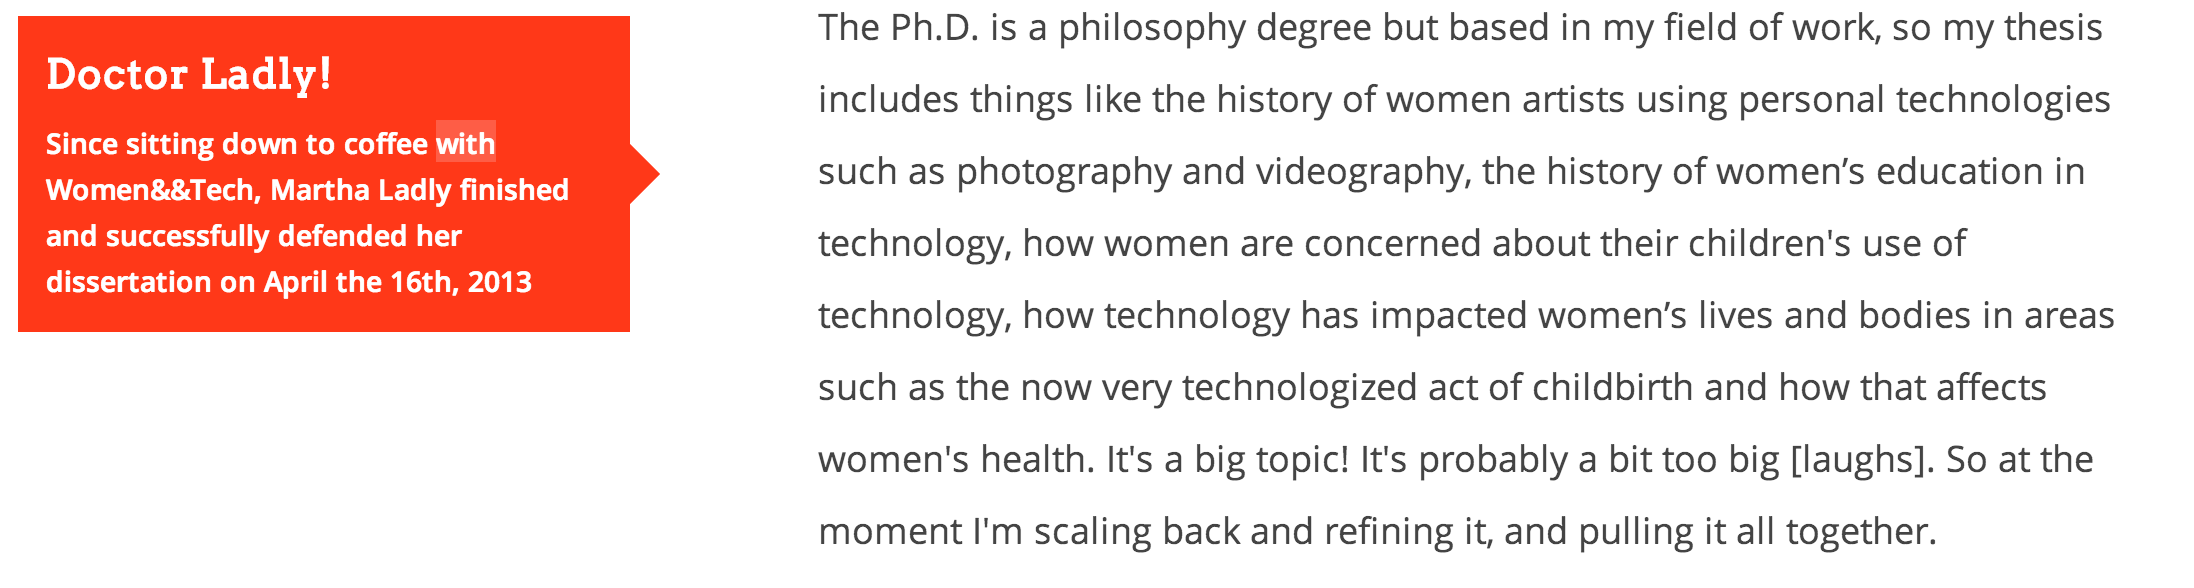 Doctor Ladly!
Since sitting down to coffee with
Women&&Tech, Martha Ladly finished
and successfully defended her
dissertation on April the 16th, 2013
The Ph.D. is a philosophy degree but based in my field of work, so my thesis
includes things like the history of women artists using personal technologies
such as photography and videography, the history of women’s education in
technology, how women are concerned about their children's use of
technology, how technology has impacted women’s lives and bodies in areas
such as the now very technologized act of childbirth and how that affects
women's health. It's a big topic! It's probably a bit too big [laughs]. So at the
moment I'm scaling back and refining it, and pulling it all together.